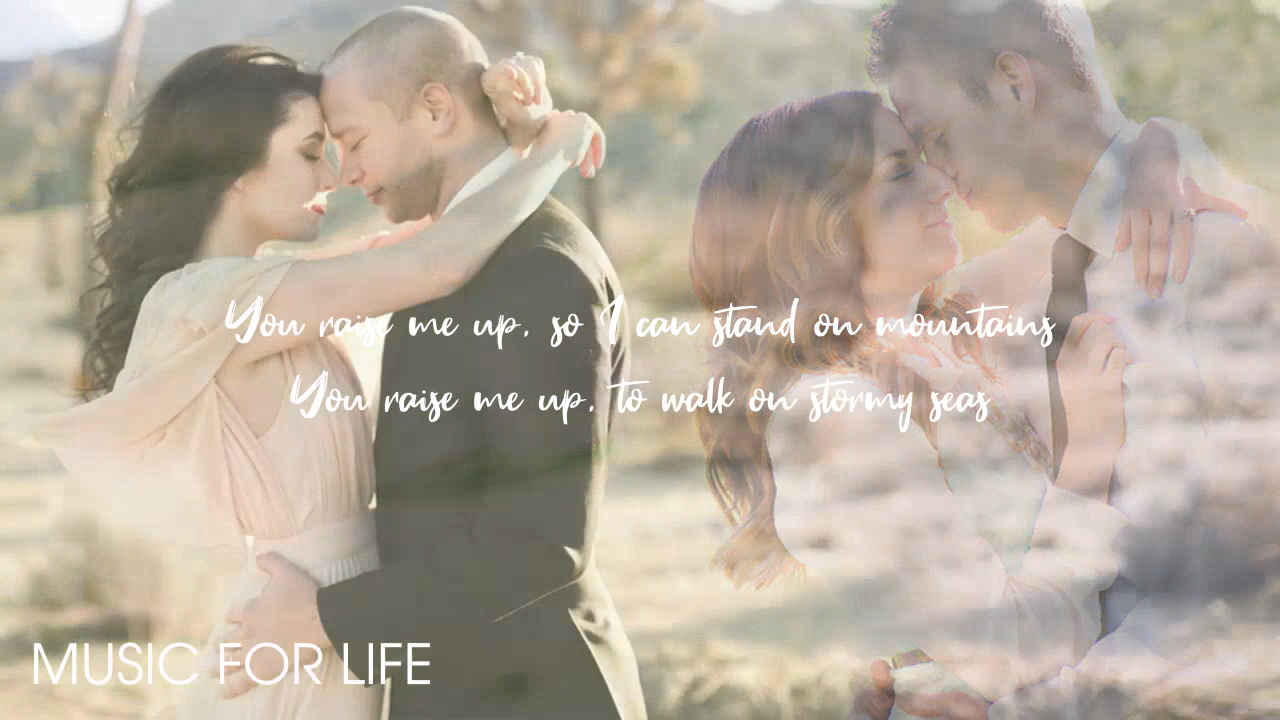 You raise me up, so I can stand on mountains
You raise me up, to walk on stormy seas
MUSIC FOR LIFE